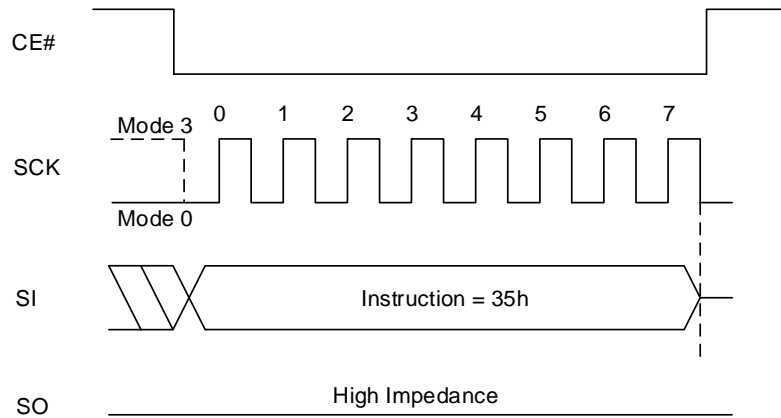 CE#
0 1 2 3 4 5 6 7
Mode 3
SCK
Mode 0
SI
Instruction = 35h
High Impedance
SO